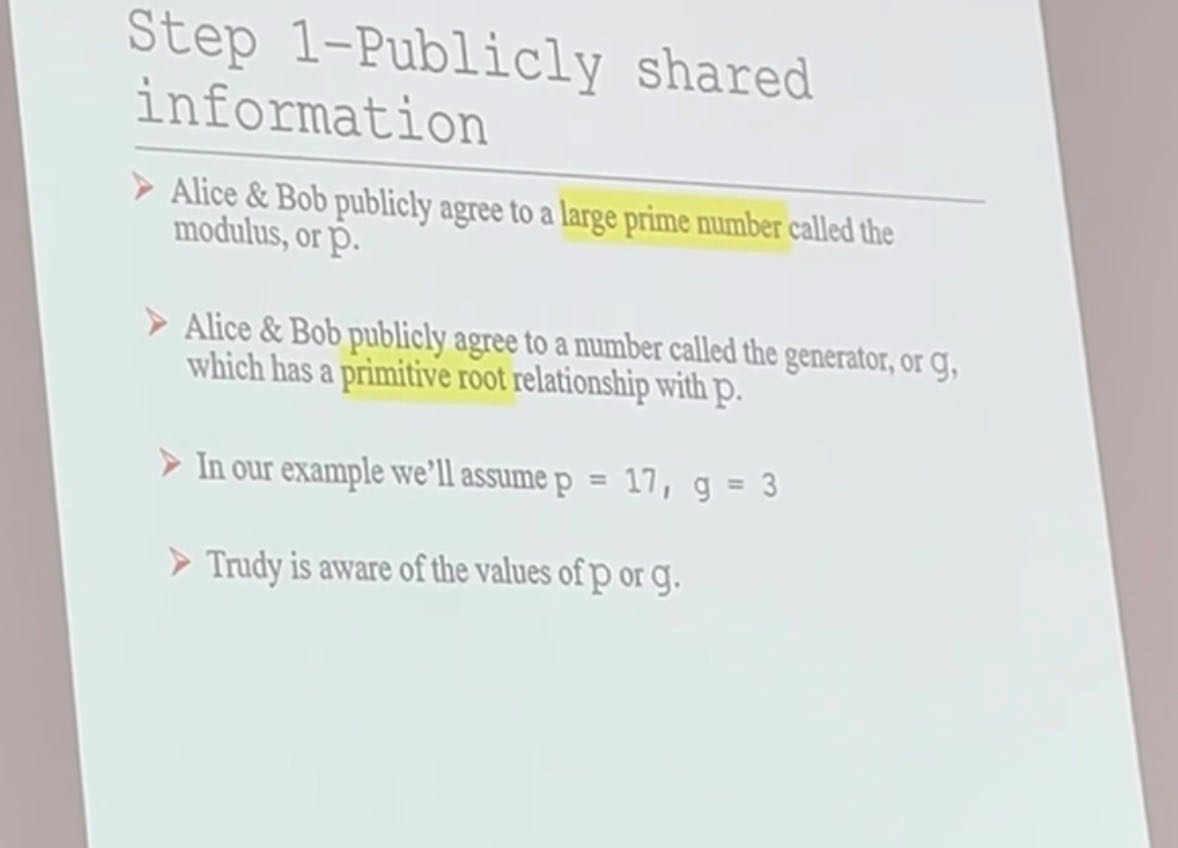 Step 1-Publicly shared
information
Alice & Bob publicly agree to a large prime number called the
modulus, or p.
Alice & Bob publicly agree to a number called the generator, or g,
which has a primitive root relationship with p.
In our example we'll assume p = 17, g = 3
Trudy is aware of the values of p or g.